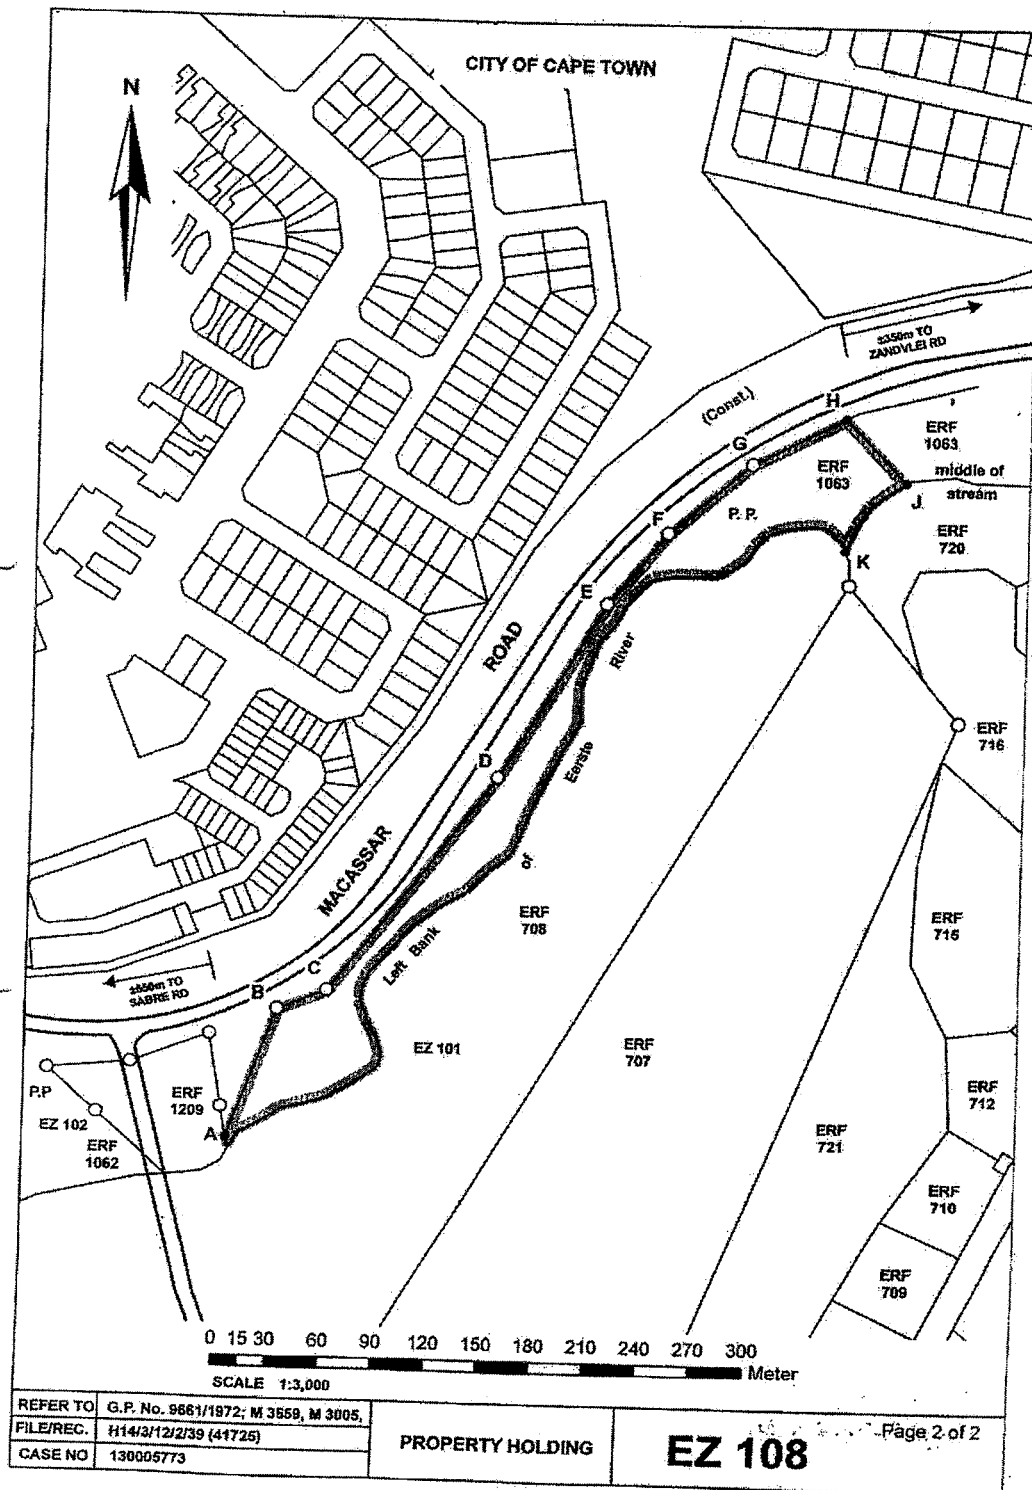 CITY OF CAPE TOWN
N
±350m TO
ZANDVLEI RD
(Const.)
H
G
ERF
1063
ERF
1063
middle of
stream
J
P.P.
F
ERF
720
K
E
ROAD
River
D
ERF
716
Eerste
MACASSAR
of
ERF
708
ERF
715
Left Bank
C
B
±550m TO
SABRE RD
EZ 101
ERF
707
P.P
EZ 102
ERF
1209
ERF
712
A
ERF
1062
ERF
721
ERF
710
ERF
709
0 15 30 60 90 120 150 180 210 240 270 300
Meter
SCALE 1:3,000
REFER TO G.P. No. 9661/1972; M 3559, M 3005,
FILE/REC. H14/3/12/2/39 (41725)
CASE NO 130005773
PROPERTY HOLDING
EZ 108
Page 2 of 2